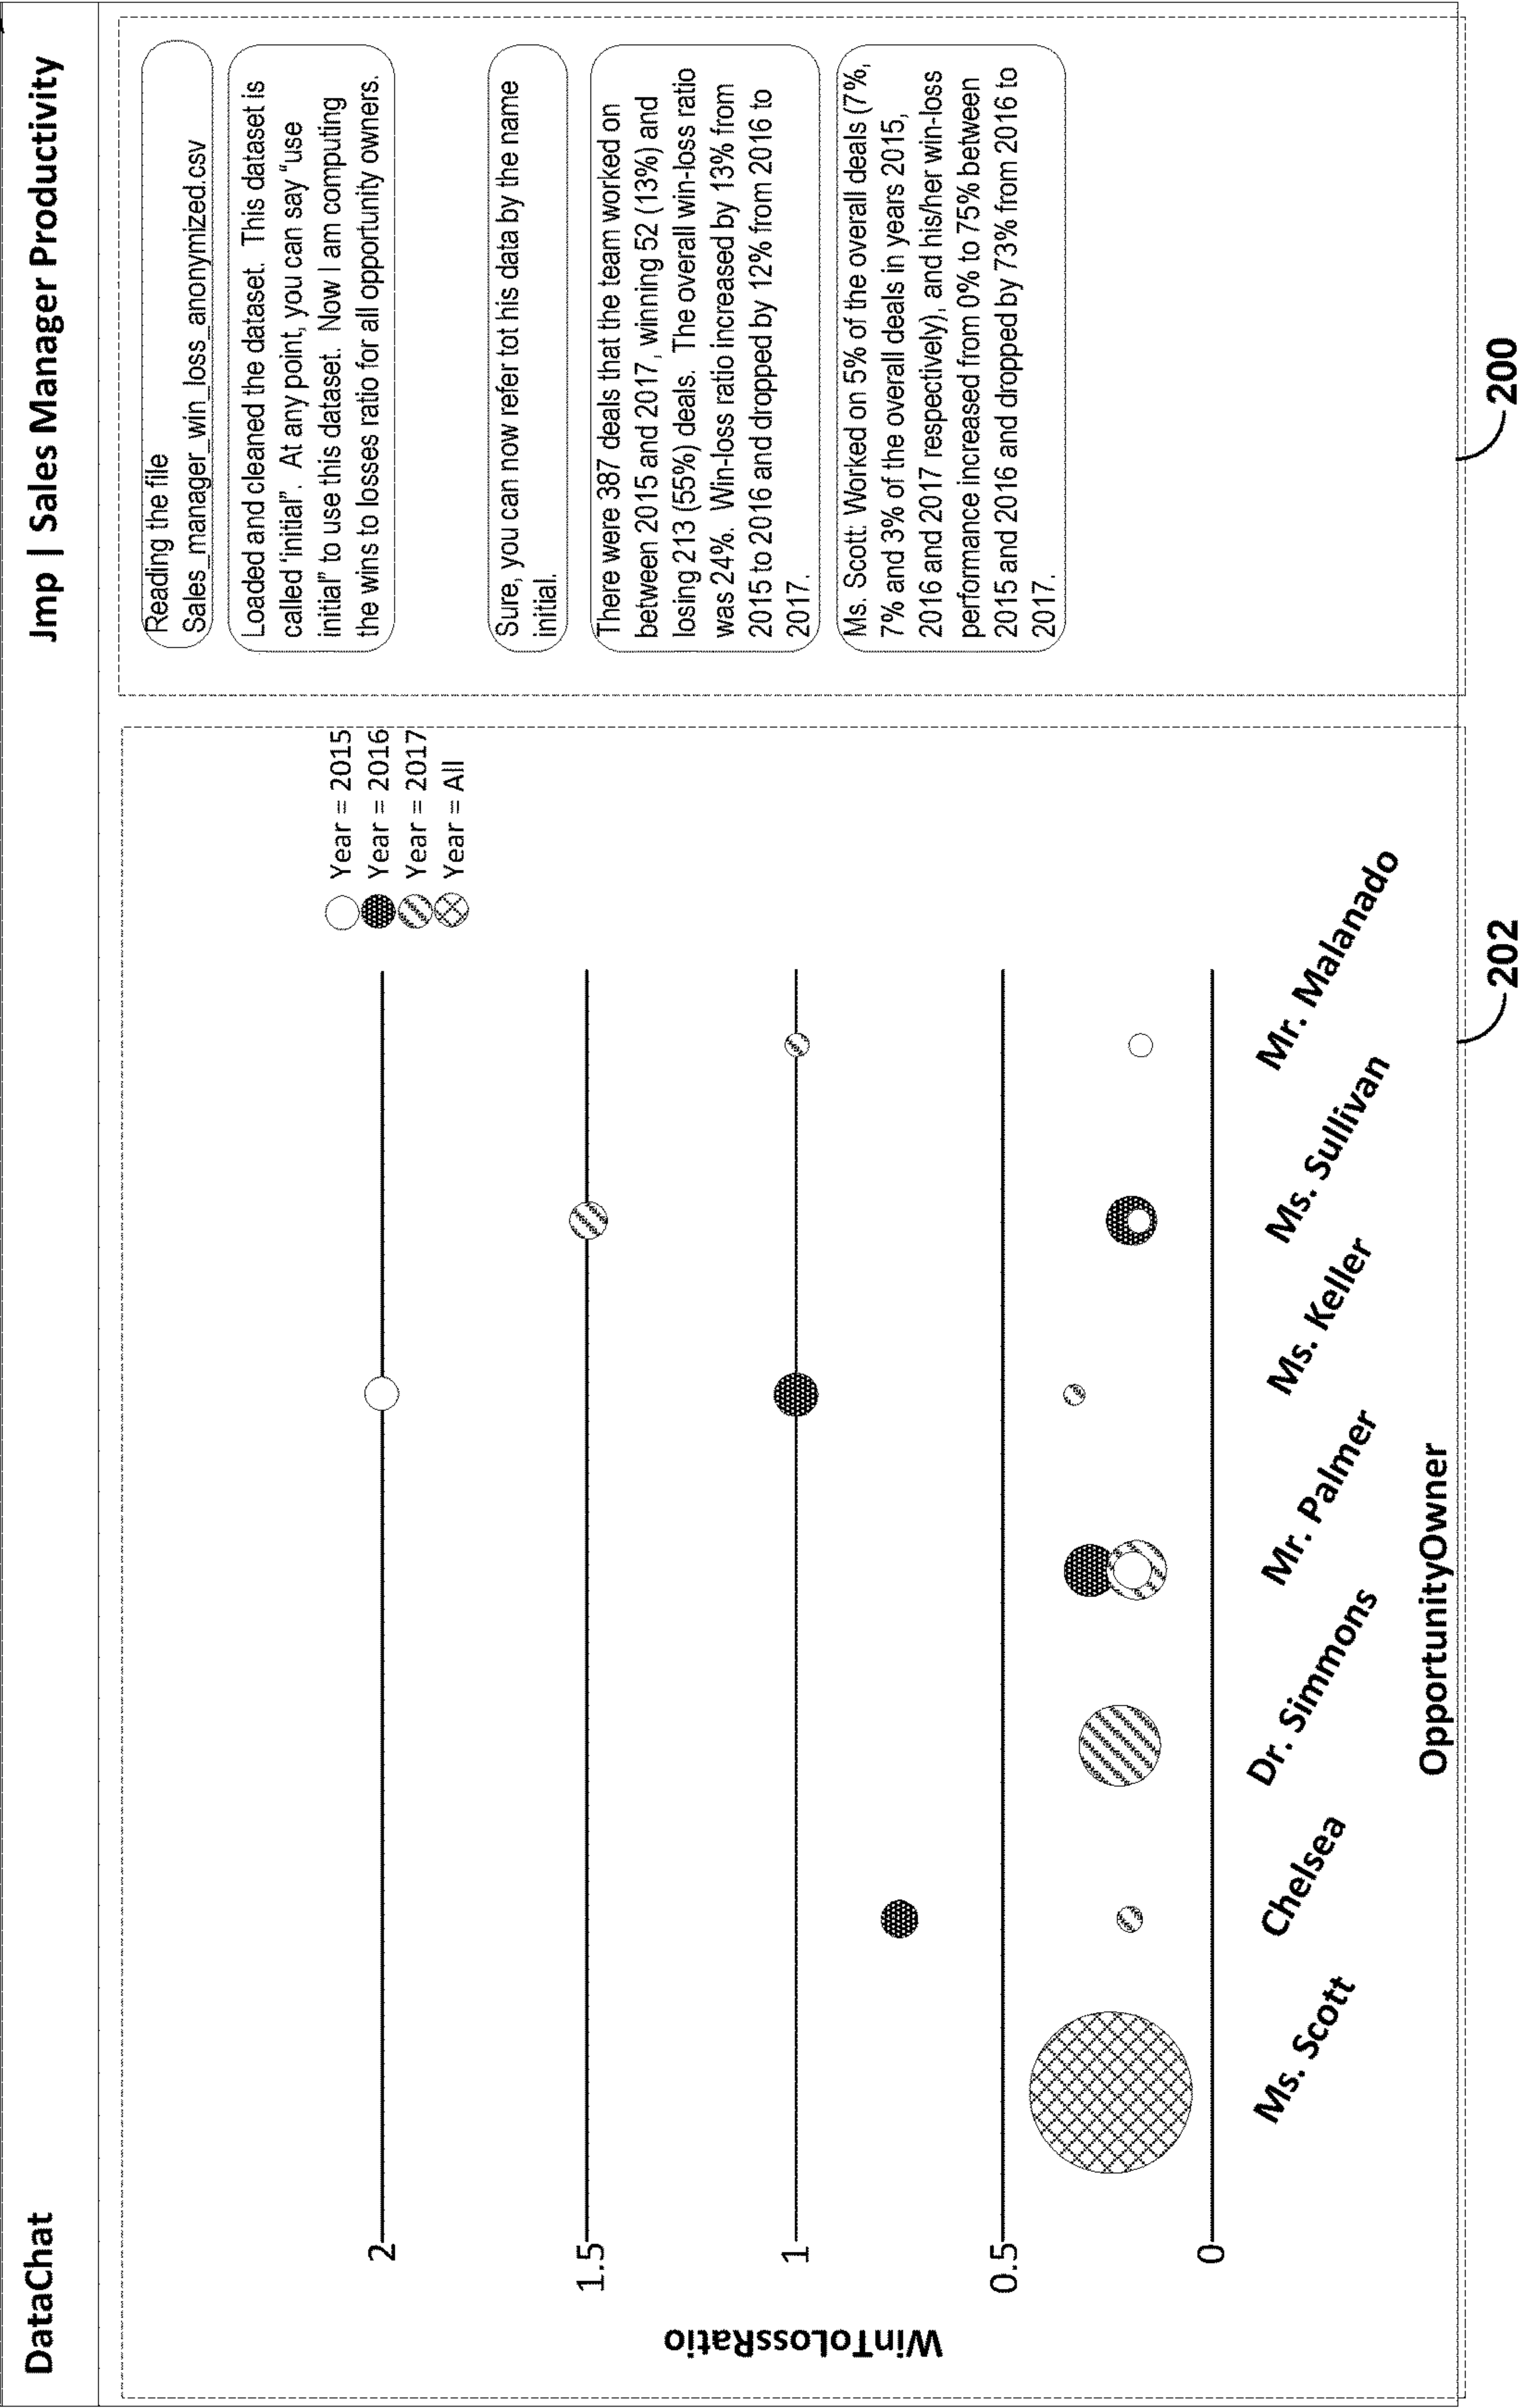 DataChat
Jmp | Sales Manager Productivity
WinToLossRatio
2
1.5
1
0.5
0
Year = 2015
Year = 2016
Year = 2017
Year = All
Ms. Scott
Chelsea
Dr. Simmons
Mr. Palmer
Ms. Keller
Ms. Sullivan
Mr. Malanado
OpportunityOwner
202
Reading the file
Sales_manager_win_loss_anonymized.csv
Loaded and cleaned the dataset. This dataset is
called ‘initial”. At any point, you can say “use
initial” to use this dataset. Now I am computing
the wins to losses ratio for all opportunity owners.
Sure, you can now refer tot his data by the name
initial.
There were 387 deals that the team worked on
between 2015 and 2017, winning 52 (13%) and
losing 213 (55%) deals. The overall win-loss ratio
was 24%. Win-loss ratio increased by 13% from
2015 to 2016 and dropped by 12% from 2016 to
2017.
Ms. Scott: Worked on 5% of the overall deals (7%,
7% and 3% of the overall deals in years 2015,
2016 and 2017 respectively), and his/her win-loss
performance increased from 0% to 75% between
2015 and 2016 and dropped by 73% from 2016 to
2017.
200